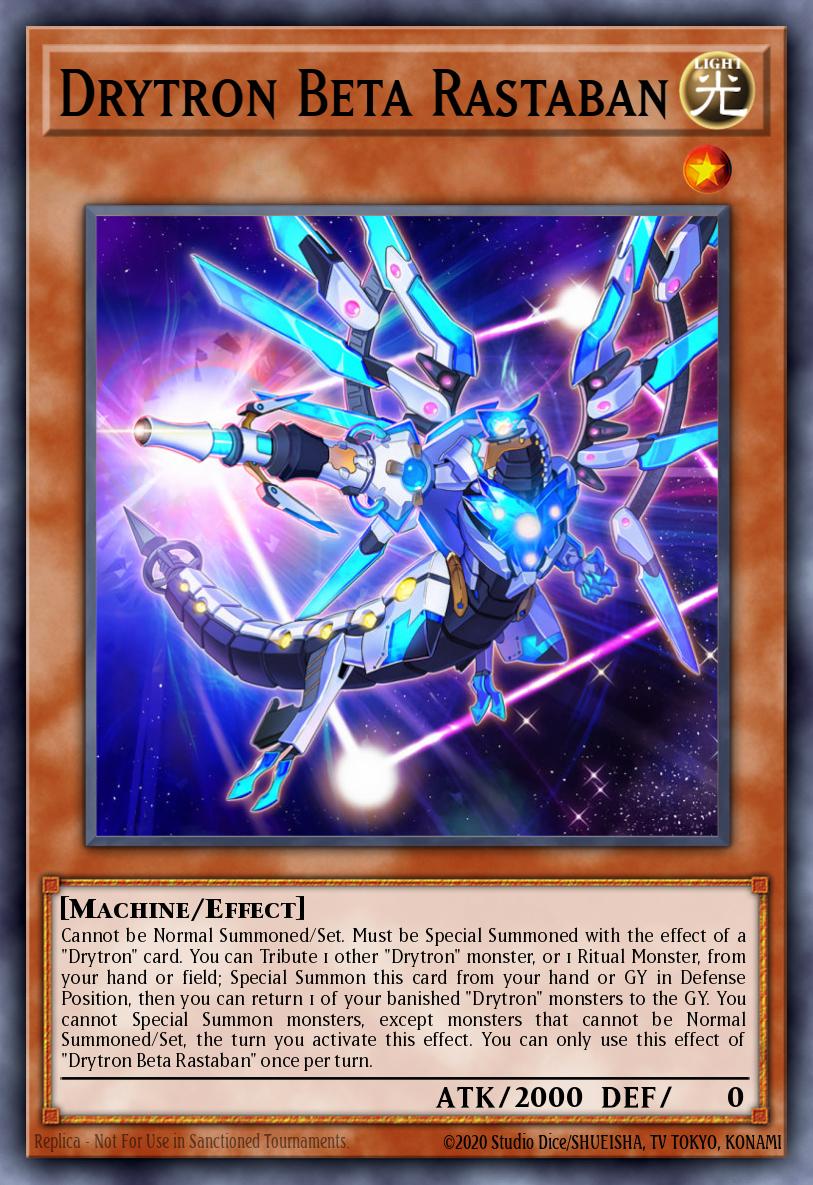 DRYTRON BETA RASTABAN
LIGHT
光
[MACHINE/EFFECT]
Cannot be Normal Summoned/Set. Must be Special Summoned with the effect of a
"Drytron" card. You can Tribute 1 other "Drytron" monster, or 1 Ritual Monster, from
your hand or field; Special Summon this card from your hand or GY in Defense
Position, then you can return 1 of your banished "Drytron" monsters to the GY. You
cannot Special Summon monsters, except monsters that cannot be Normal
Summoned/Set, the turn you activate this effect. You can only use this effect of
"Drytron Beta Rastaban" once per turn.
ATK/2000 DEF/ 0
Replica - Not For Use in Sanctioned Tournaments.
©2020 Studio Dice/SHUEISHA, TV TOKYO, KONAMI